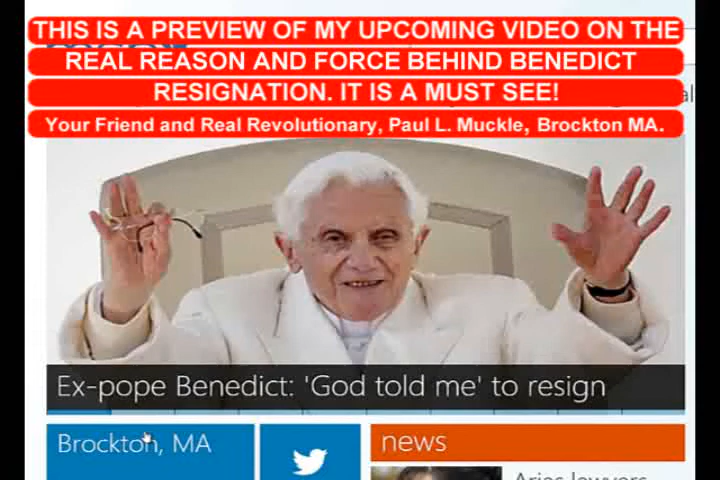 THIS IS A PREVIEW OF MY UPCOMING VIDEO ON THE
REAL REASON AND FORCE BEHIND BENEDICT
RESIGNATION. IT IS A MUST SEE!
Your Friend and Real Revolutionary, Paul L. Muckle, Brockton MA.
Ex-pope Benedict: 'God told me' to resign
Brockton, MA
news